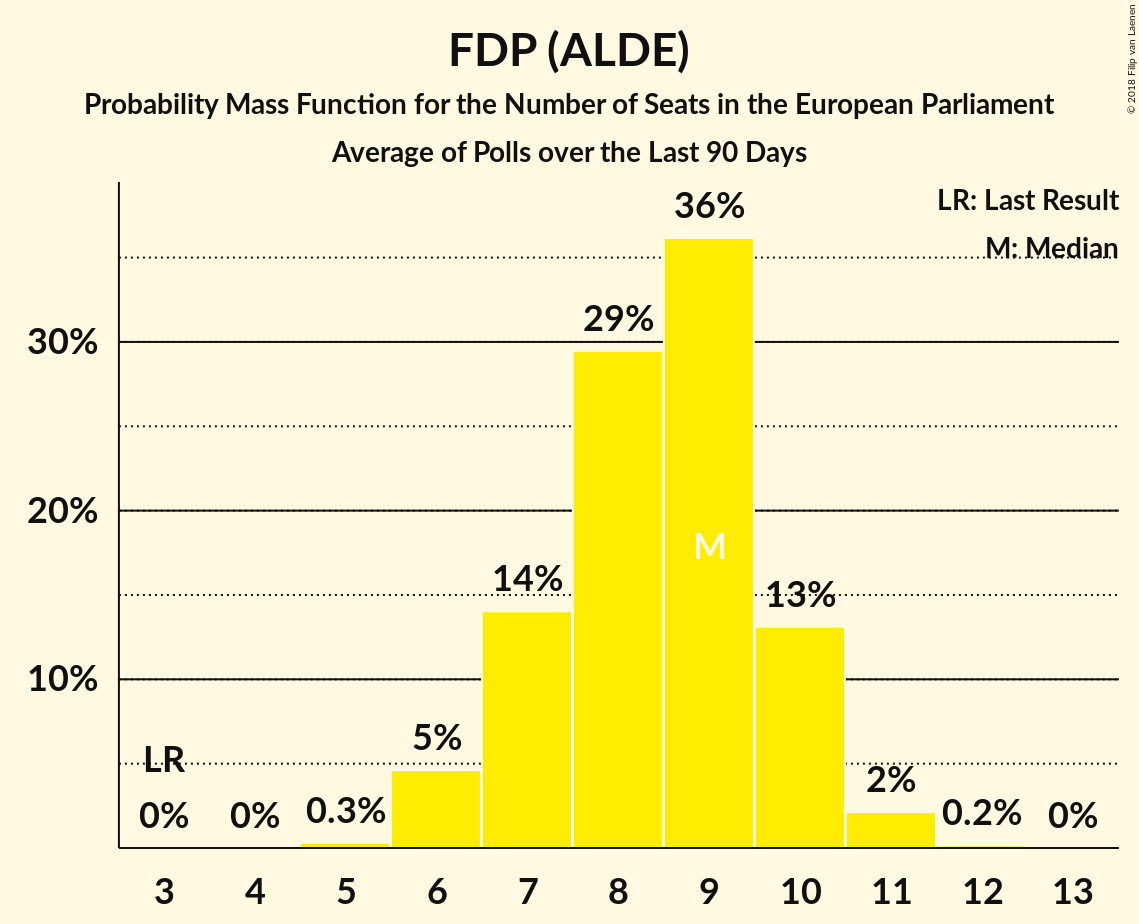 FDP (ALDE)
Probability Mass Function for the Number of Seats in the European Parliament
Average of Polls over the Last 90 Days
© 2018 Filip van Laenen
LR: Last Result
M: Median
36%
29%
30%
20%
M
14%
13%
10%
5%
LR
2%
0%
0%
0.3%
0.2%
0%
3 4 5 6 7 8 9 10 11 12 13